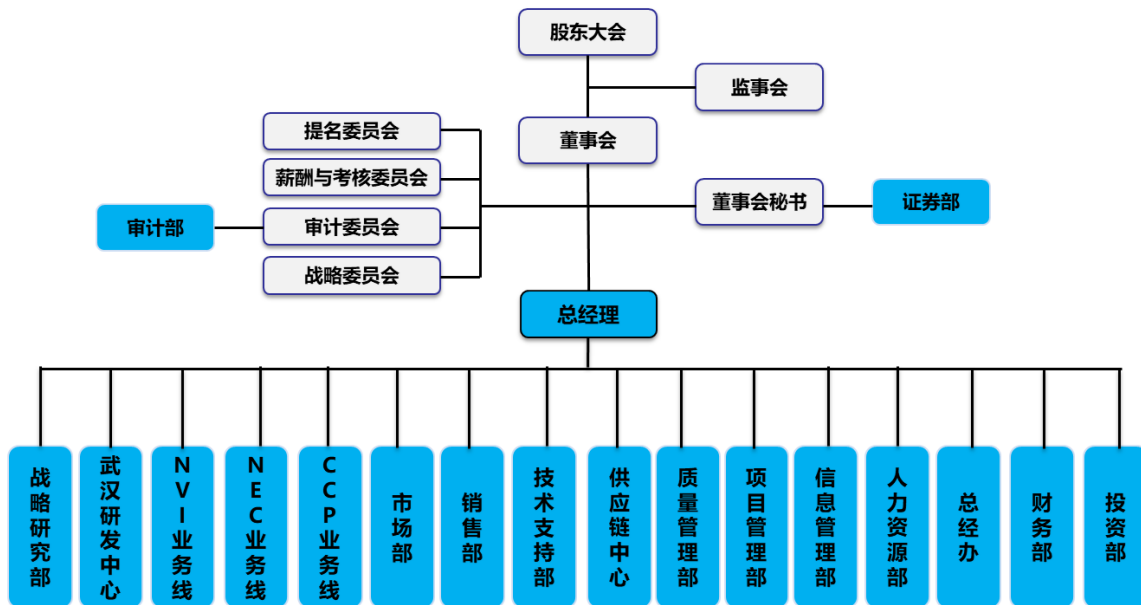 股东大会
监事会
提名委员会
董事会
薪酬与考核委员会
审计部
审计委员会
董事会秘书
证券部
战略委员会
总经理
战略研究部
武汉研发中心
NVI业务线
NEC业务线
CCP业务线
市场部
销售部
技术支持部
供应链中心
质量管理部
项目管理部
信息管理部
人力资源部
总经办
财务部
投资部